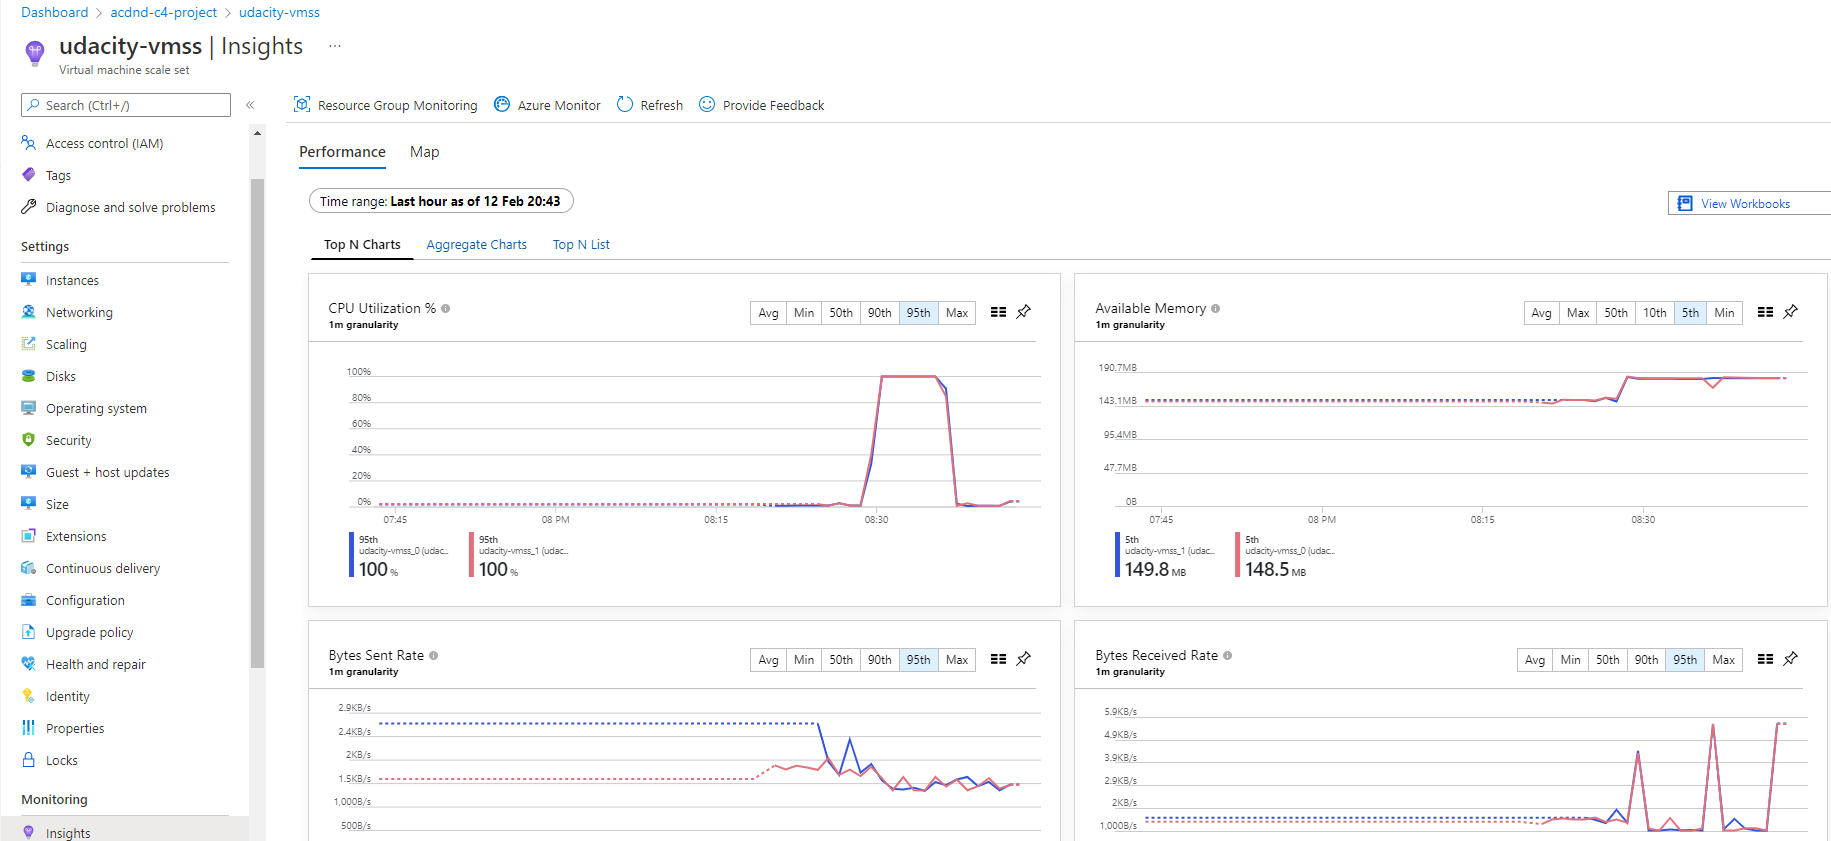 Dashboard > acdnd-c4-project > udacity-vmss
udacity-vmss | Insights ...
Virtual machine scale set
Search (Ctrl+/)
«
Access control (IAM)
Tags
Diagnose and solve problems
Settings
Instances
Networking
Scaling
Disks
Operating system
Security
Guest + host updates
Size
Extensions
Continuous delivery
Configuration
Upgrade policy
Health and repair
Identity
Properties
Locks
Monitoring
Insights
Resource Group Monitoring Azure Monitor Refresh Provide Feedback
Performance Map
Time range: Last hour as of 12 Feb 20:43
View Workbooks
Top N Charts Aggregate Charts Top N List
CPU Utilization %
1m granularity
Avg Min 50th 90th 95th Max
100%
80%
60%
40%
20%
0%
07:45 08 PM 08:15 08:30
95th
udacity-vmss_0 (udac...
100 %
95th
udacity-vmss_1 (udac...
100 %
Available Memory
1m granularity
Avg Max 50th 10th 5th Min
190.7MB
143.1MB
95.4MB
47.7MB
0B
07:45 08 PM 08:15 08:30
5th
udacity-vmss_1 (udac...
149.8 MB
5th
udacity-vmss_0 (udac...
148.5 MB
Bytes Sent Rate
1m granularity
Avg Min 50th 90th 95th Max
2.9KB/s
2.4KB/s
2KB/s
1.5KB/s
1,000B/s
500B/s
Bytes Received Rate
1m granularity
Avg Min 50th 90th 95th Max
5.9KB/s
4.9KB/s
3.9KB/s
2.9KB/s
2KB/s
1,000B/s